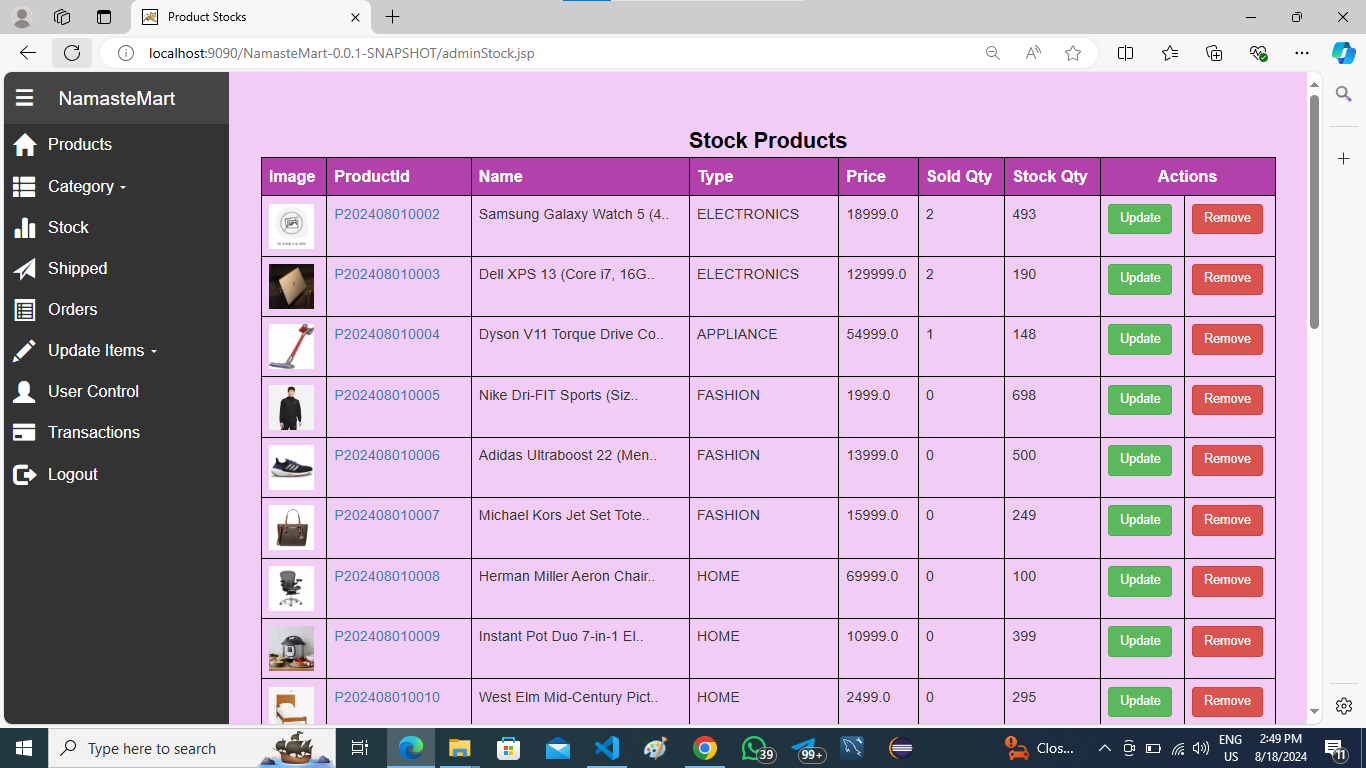 Product Stocks
localhost:9090/NamasteMart-0.0.1-SNAPSHOT/adminStock.jsp
NamasteMart
Products
Category
Stock
Shipped
Orders
Update Items
User Control
Transactions
Logout
Stock Products
Image ProductId Name Type Price Sold Qty Stock Qty Actions
P202408010002 Samsung Galaxy Watch 5 (4.. ELECTRONICS 18999.0 2 493 Update Remove
P202408010003 Dell XPS 13 (Core i7, 16G.. ELECTRONICS 129999.0 2 190 Update Remove
P202408010004 Dyson V11 Torque Drive Co.. APPLIANCE 54999.0 1 148 Update Remove
P202408010005 Nike Dri-FIT Sports (Siz.. FASHION 1999.0 0 698 Update Remove
P202408010006 Adidas Ultraboost 22 (Men.. FASHION 13999.0 0 500 Update Remove
P202408010007 Michael Kors Jet Set Tote.. FASHION 15999.0 0 249 Update Remove
P202408010008 Herman Miller Aeron Chair.. HOME 69999.0 0 100 Update Remove
P202408010009 Instant Pot Duo 7-in-1 El.. HOME 10999.0 0 399 Update Remove
P202408010010 West Elm Mid-Century Pict.. HOME 2499.0 0 295 Update Remove
Type here to search
39
99+
Clos...
ENG
US
2:49 PM
8/18/2024
11